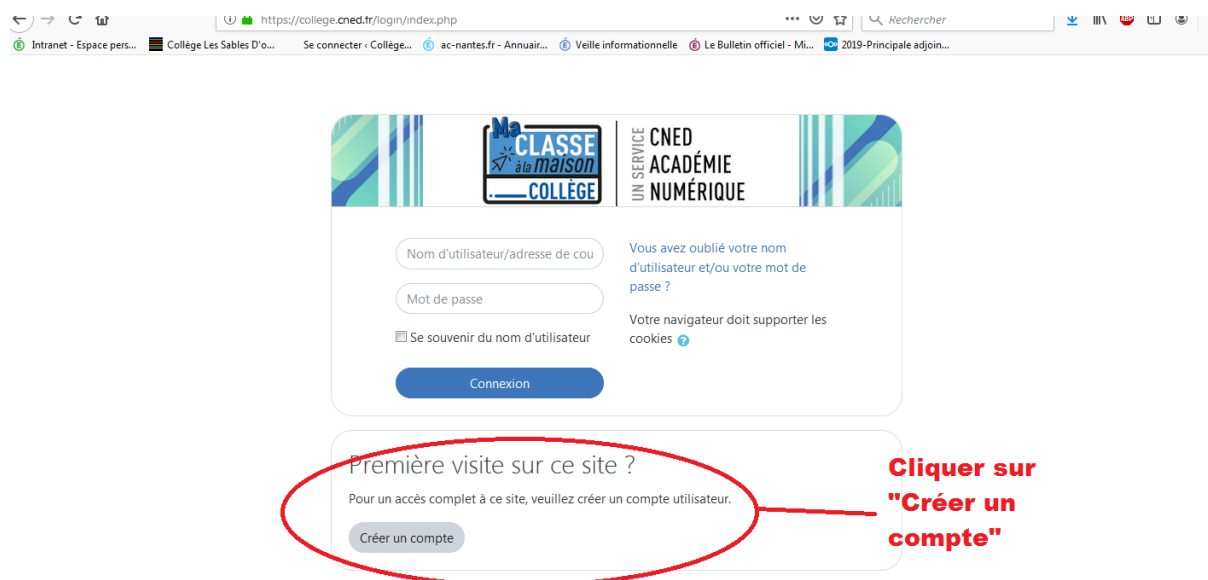 https://college.cned.fr/login/index.php
Rechercher
ABP
Intranet - Espace pers...
Collège Les Sables D'o...
Se connecter ‹ Collège...
ac-nantes.fr - Annuair...
Veille informationnelle
Le Bulletin officiel - Mi...
2019-Principale adjoin...
Ma
CLASSE
à la maison
COLLÈGE
UN SERVICE
CNED
ACADÉMIE
NUMÉRIQUE
Nom d'utilisateur/adresse de cou
Mot de passe
Se souvenir du nom d'utilisateur
Connexion
Vous avez oublié votre nom
d'utilisateur et/ou votre mot de
passe ?
Votre navigateur doit supporter les
cookies
Première visite sur ce site ?
Pour un accès complet à ce site, veuillez créer un compte utilisateur.
Créer un compte
Cliquer sur
"Créer un
compte"